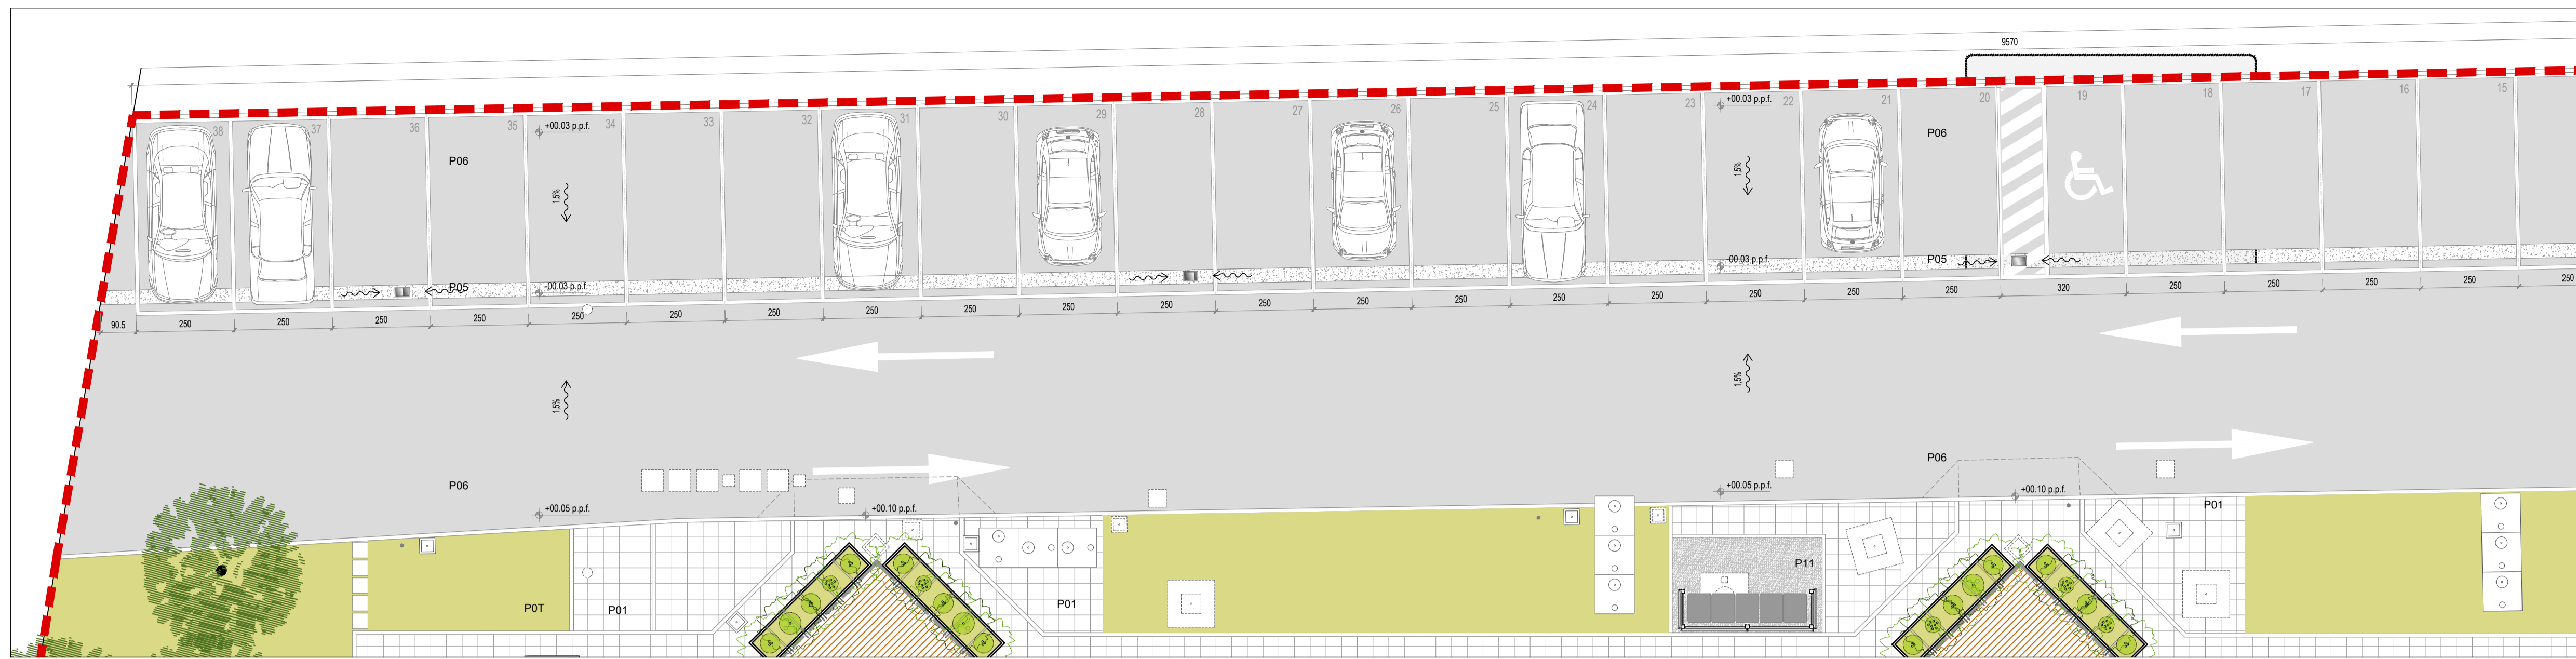 9570
38 37 36 35 34 33 32 31 30 29 28 27 26 25 24 23 22 21 20 19 18 17 16 15
+00.03 p.p.f. +00.03 p.p.f.
P06 P06
1,5% 1,5%
P05 -00.03 p.p.f. -00.03 p.p.f. P05
90.5 250 250 250 250 250 250 250 250 250 250 250 250 250 250 250 250 250 250 250 320 250 250 250 250 250
1,5% 1,5%
P06 P06
+00.05 p.p.f. +00.10 p.p.f. +00.05 p.p.f. +00.10 p.p.f.
P01
P11
P0T P01 P01